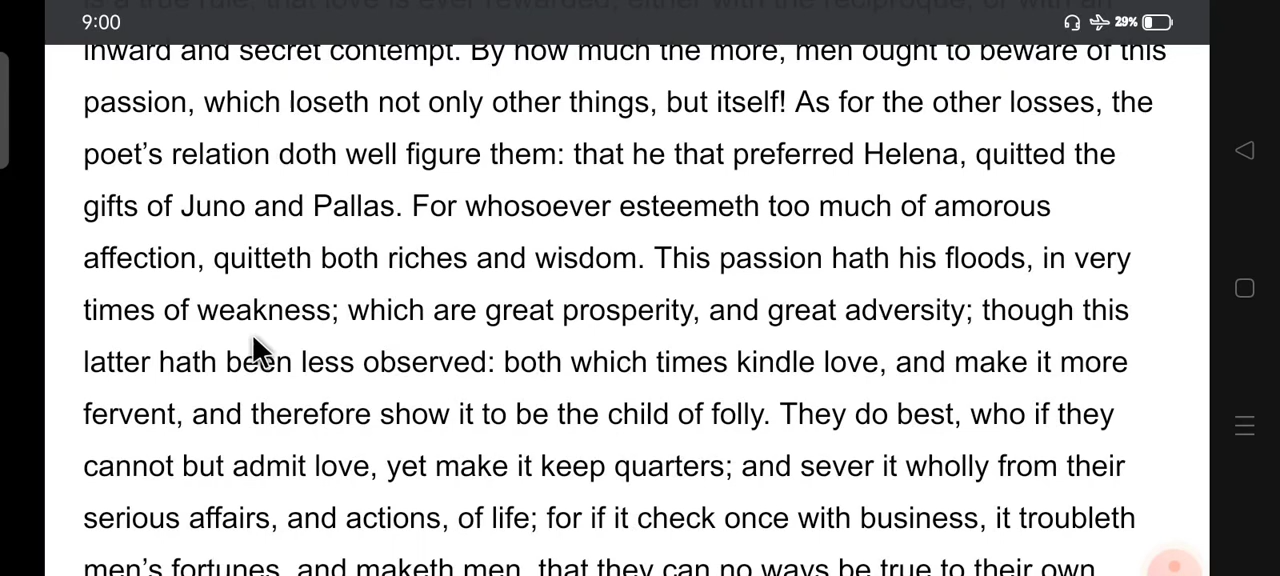 9:00
29%
inward and secret contempt. By how much the more, men ought to beware of this
passion, which loseth not only other things, but itself! As for the other losses, the
poet’s relation doth well figure them: that he that preferred Helena, quitted the
gifts of Juno and Pallas. For whosoever esteemeth too much of amorous
affection, quitteth both riches and wisdom. This passion hath his floods, in very
times of weakness; which are great prosperity, and great adversity; though this
latter hath been less observed: both which times kindle love, and make it more
fervent, and therefore show it to be the child of folly. They do best, who if they
cannot but admit love, yet make it keep quarters; and sever it wholly from their
serious affairs, and actions, of life; for if it check once with business, it troubleth
men’s fortunes, and maketh men, that they can no ways be true to their own